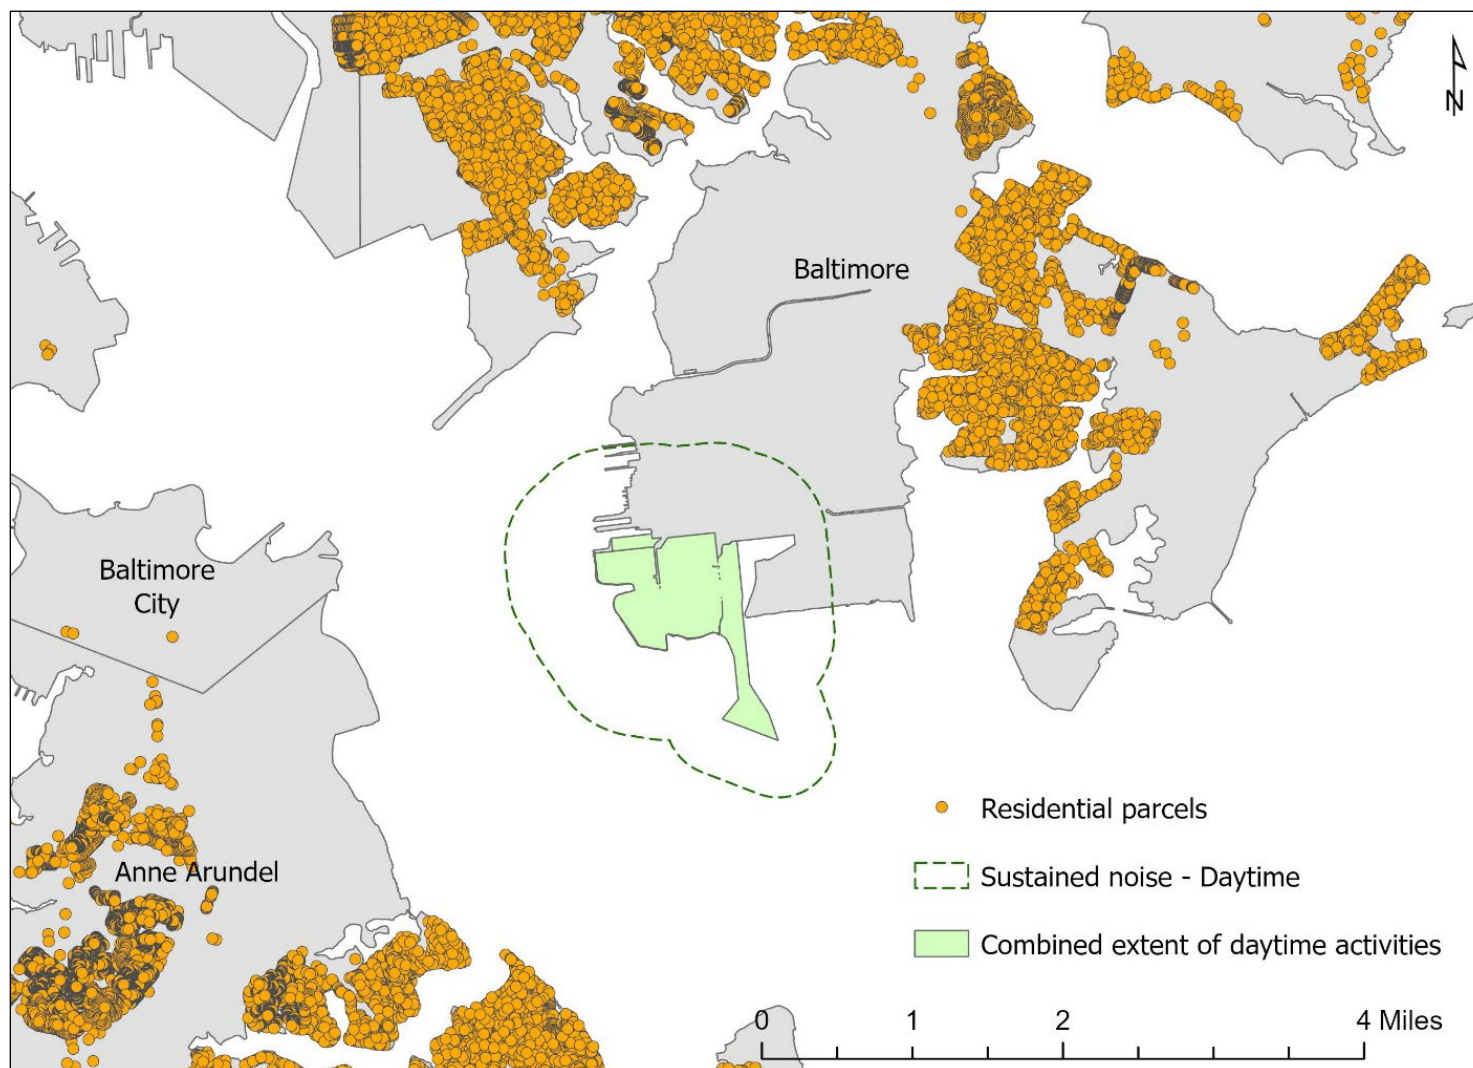 N
Baltimore
Baltimore
City
Anne Arundel
Residential parcels
Sustained noise - Daytime
Combined extent of daytime activities
0 1 2 4 Miles